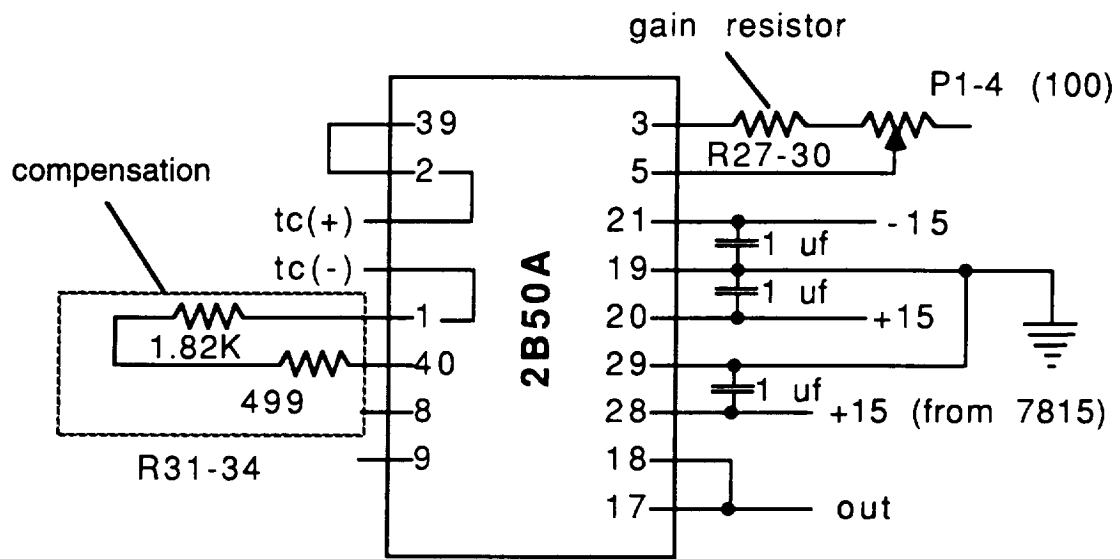 gain resistor
P1-4 (100)
39
3
R27-30
2
5
compensation
tc(+)
21
-15
1 uf
tc(-)
19
1 uf
1
20
+15
1.82K
2B50A
40
29
499
1 uf
8
28
+15 (from 7815)
R31-34
9
18
17
out